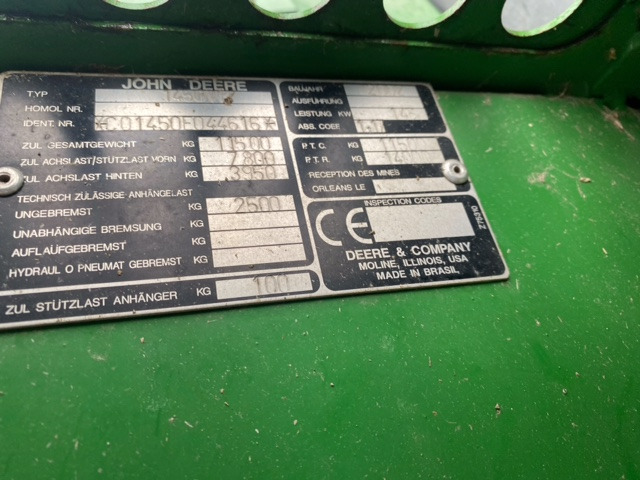 JOHN DEERE
TYP
HOMOL NR.
IDENT. NR. *C01450F044515*
ZUL GESAMTGEWICHT KG 11500
ZUL ACHSLAST/STÜTZLAST VORN KG 7800
ZUL ACHSLAST HINTEN KG 3950
TECHNISCH ZULÄSSIGE ANHÄNGELAST
UNGEBREMST KG 2500
UNABHÄNGIGE BREMSUNG KG
AUFLAÜFGEBREMST KG
HYDRAUL O PNEUMAT GEBREMST KG
ZUL STÜTZLAST ANHÄNGER KG 100
BAUJAHR
AUSFÜHRUNG
LEISTUNG KW
ABS. COEF
P.T.C. KG
P.T.R. KG
RECEPTION DES MINES
ORLEANS LE
INSPECTION CODES
CE
DEERE & COMPANY
MOLINE, ILLINOIS, USA
MADE IN BRASIL